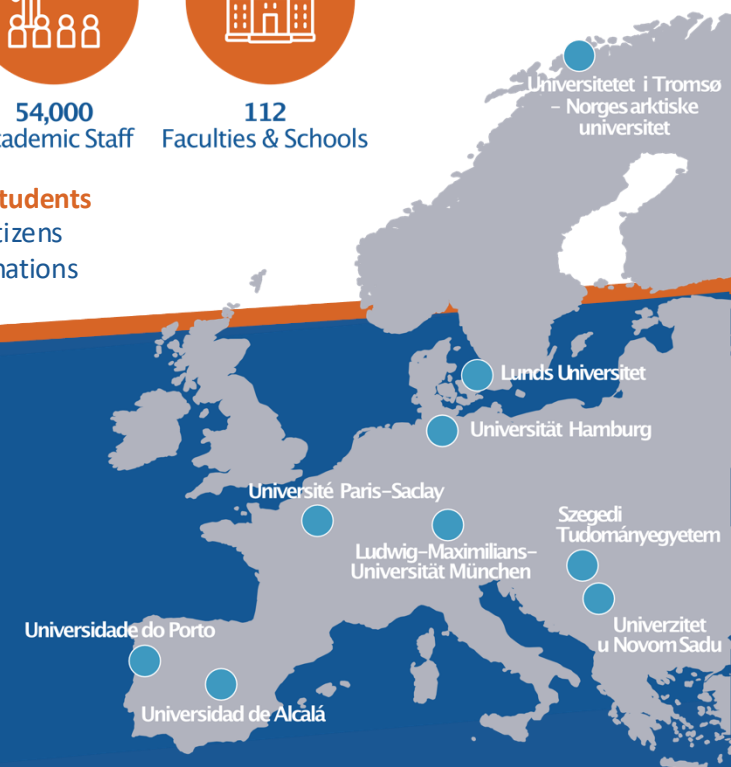 54,000
112
Academic Staff
Faculties & Schools
tudents
tizens
nations
Universitetet i Tromsø
– Norges arktiske
universitet
Lunds Universitet
Universität Hamburg
Université Paris–Saclay
Szegedi
Tudományegyetem
Ludwig–Maximilians–
Universität München
Univerzitet
u Novom Sadu
Universidade do Porto
Universidad de Alcalá